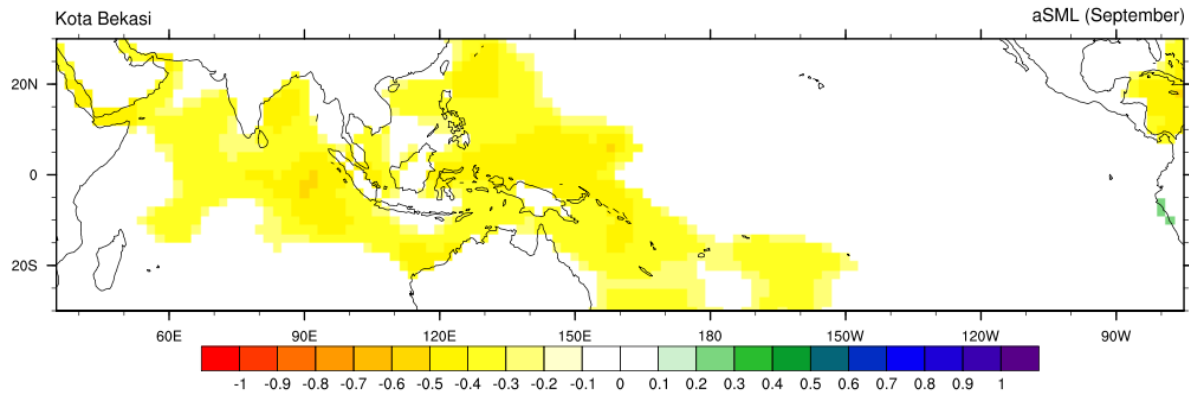 Kota Bekasi aSML (September)
20N
0
20S
60E 90E 120E 150E 180 150W 120W 90W
-1 -0.9 -0.8 -0.7 -0.6 -0.5 -0.4 -0.3 -0.2 -0.1 0 0.1 0.2 0.3 0.4 0.5 0.6 0.7 0.8 0.9 1